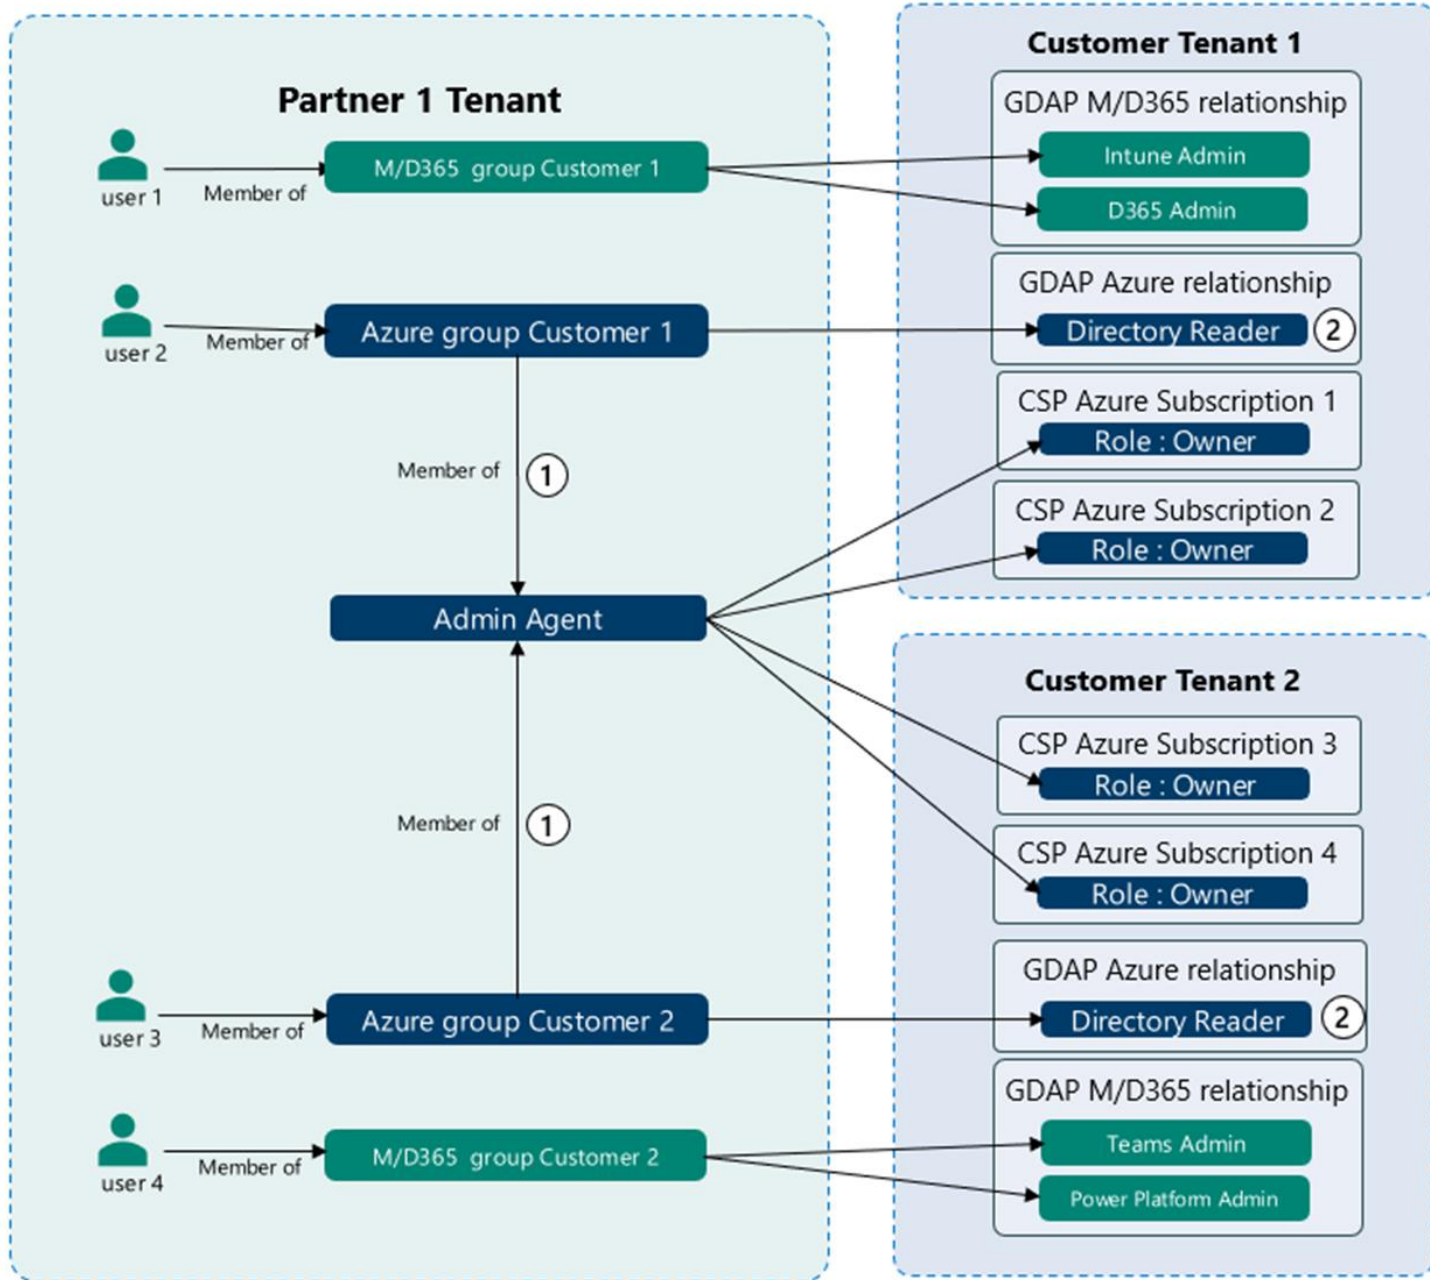 Partner 1 Tenant
user 1
Member of
M/D365 group Customer 1
user 2
Member of
Azure group Customer 1
Member of
1
Admin Agent
Member of
1
user 3
Member of
Azure group Customer 2
user 4
Member of
M/D365 group Customer 2
Customer Tenant 1
GDAP M/D365 relationship
Intune Admin
D365 Admin
GDAP Azure relationship
Directory Reader
2
CSP Azure Subscription 1
Role : Owner
CSP Azure Subscription 2
Role : Owner
Customer Tenant 2
CSP Azure Subscription 3
Role : Owner
CSP Azure Subscription 4
Role : Owner
GDAP Azure relationship
Directory Reader
2
GDAP M/D365 relationship
Teams Admin
Power Platform Admin